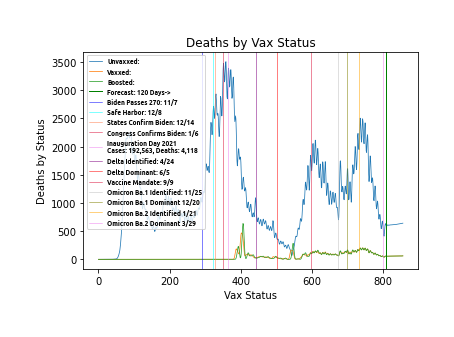 Deaths by Vax Status
Deaths by Status
3500
3000
2500
2000
1500
1000
500
0
Unvaxxed:
Vaxxed:
Boosted:
Forecast: 120 Days->
Biden Passes 270: 11/7
Safe Harbor: 12/8
States Confirm Biden: 12/14
Congress Confirms Biden: 1/6
Inauguration Day 2021
Cases: 192,563, Deaths: 4,118
Delta Identified: 4/24
Delta Dominant: 6/5
Vaccine Mandate: 9/9
Omicron Ba.1 Identified: 11/25
Omicron Ba.1 Dominant 12/20
Omicron Ba.2 Identified 1/21
Omicron Ba.2 Dominant 3/29
0 200 400 600 800
Vax Status